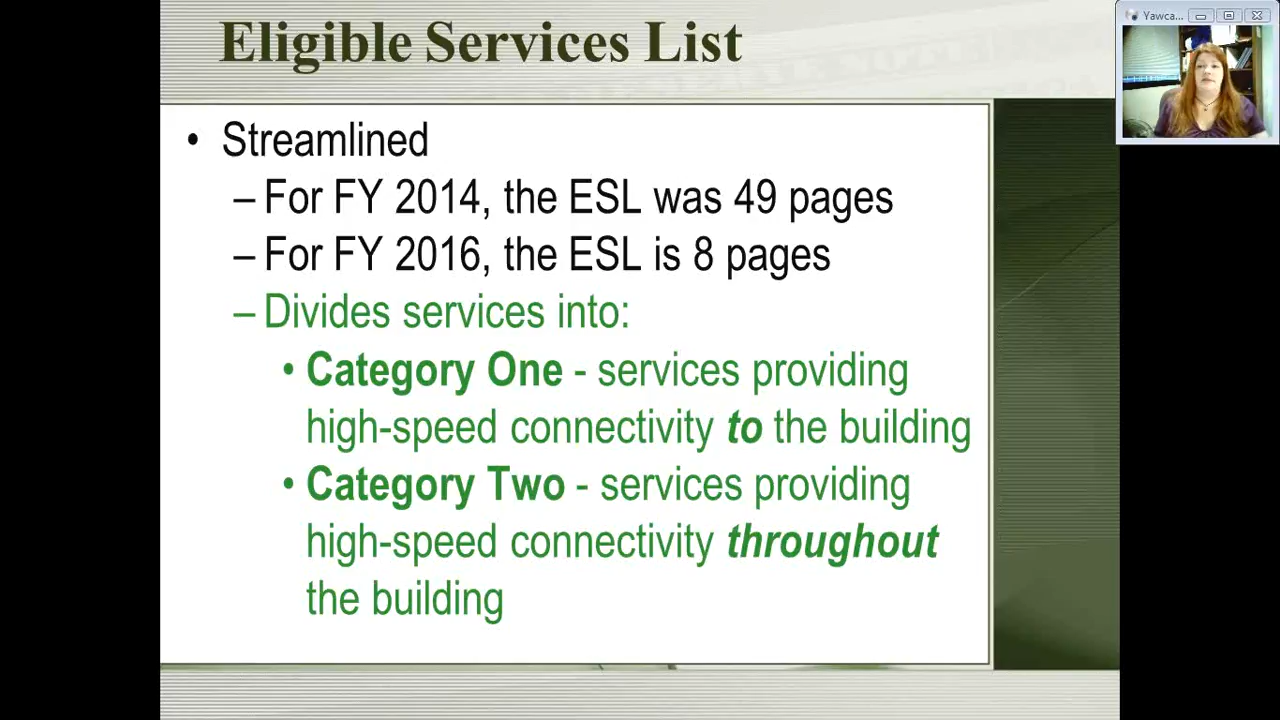 Eligible Services List
Yawca...
• Streamlined
– For FY 2014, the ESL was 49 pages
– For FY 2016, the ESL is 8 pages
– Divides services into:
• Category One - services providing
high-speed connectivity to the building
• Category Two - services providing
high-speed connectivity throughout
the building